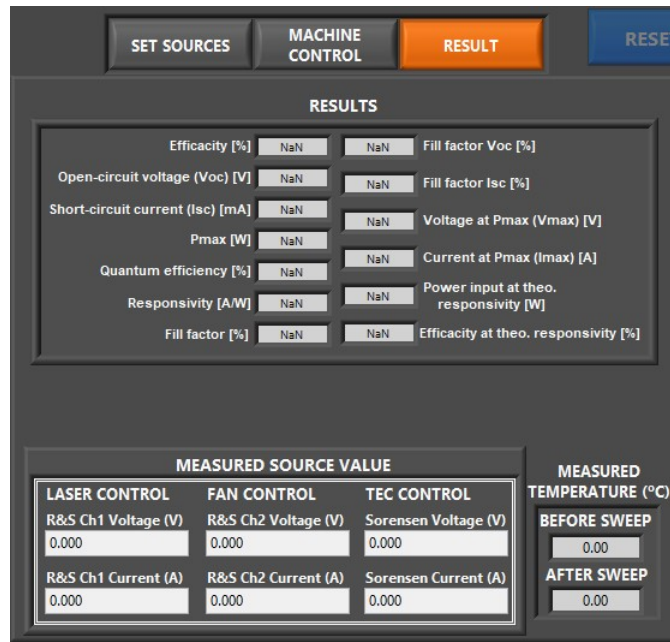 SET SOURCES
MACHINE
CONTROL
RESULT
RESE
RESULTS
Efficacity [%] NaN
NaN Fill factor Voc [%]
Open-circuit voltage (Voc) [V] NaN
NaN Fill factor Isc [%]
Short-circuit current (Isc) [mA] NaN
NaN Voltage at Pmax (Vmax) [V]
Pmax [W] NaN
NaN Current at Pmax (Imax) [A]
Quantum efficiency [%] NaN
NaN Power input at theo.
responsivity [W]
Responsivity [A/W] NaN
Fill factor [%] NaN
NaN Efficacity at theo. responsivity [%]
MEASURED SOURCE VALUE
LASER CONTROL FAN CONTROL TEC CONTROL
R&S Ch1 Voltage (V) R&S Ch2 Voltage (V) Sorensen Voltage (V)
0.000 0.000 0.000
R&S Ch1 Current (A) R&S Ch2 Current (A) Sorensen Current (A)
0.000 0.000 0.000
MEASURED
TEMPERATURE (ºC)
BEFORE SWEEP
0.00
AFTER SWEEP
0.00